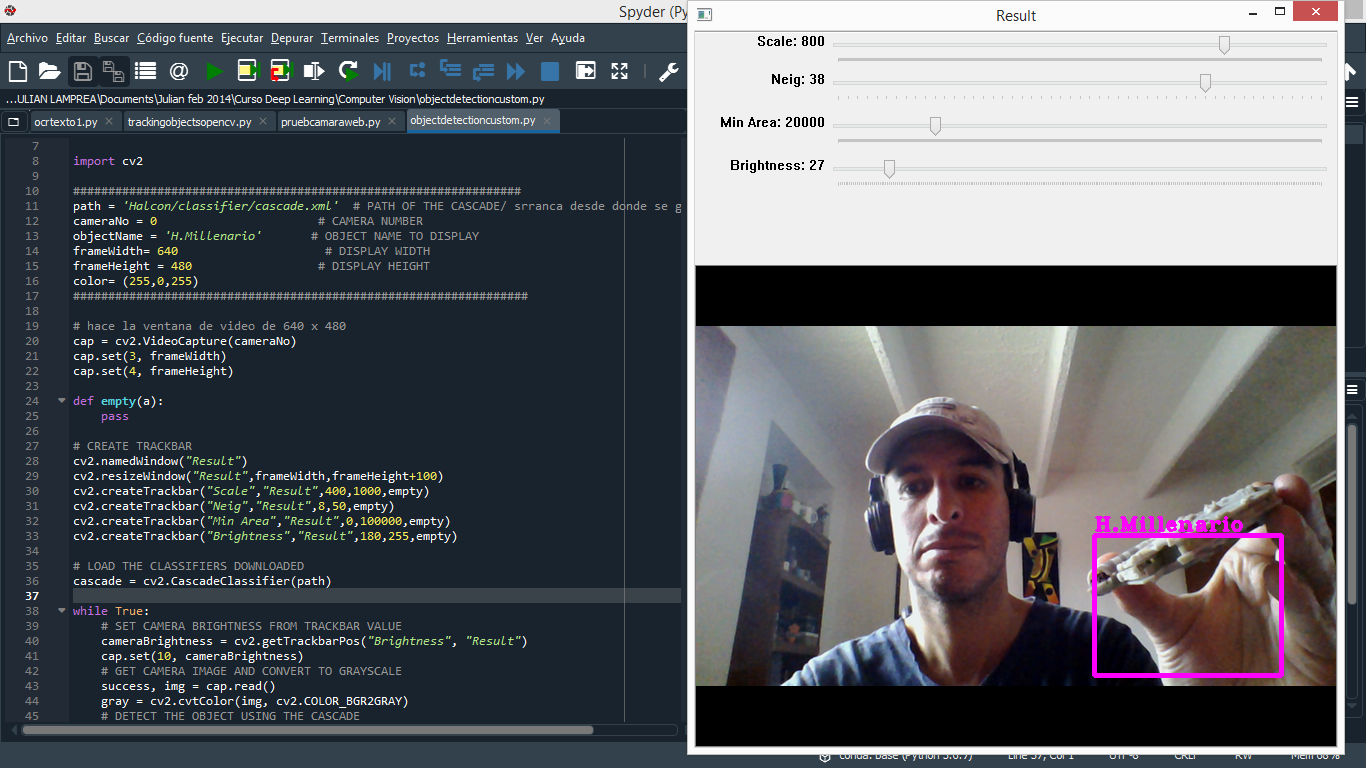 Spyder (Py
Archivo Editar Buscar Código fuente Ejecutar Depurar Terminales Proyectos Herramientas Ver Ayuda
...ULIAN LAMPREA\Documents\Julian feb 2014\Curso Deep Learning\Computer Vision\objectdetectioncustom.py
ocrtexto1.py trackingobjectsopencv.py pruebcamaraweb.py objectdetectioncustom.py
7
8 import cv2
9
10 ################################################################
11 path = 'Halcon/classifier/cascade.xml' # PATH OF THE CASCADE/ srranca desde donde se g
12 cameraNo = 0 # CAMERA NUMBER
13 objectName = 'H.Millenario' # OBJECT NAME TO DISPLAY
14 frameWidth= 640 # DISPLAY WIDTH
15 frameHeight = 480 # DISPLAY HEIGHT
16 color= (255,0,255)
17 #################################################################
18
19 # hace la ventana de video de 640 x 480
20 cap = cv2.VideoCapture(cameraNo)
21 cap.set(3, frameWidth)
22 cap.set(4, frameHeight)
23
24 def empty(a):
25 pass
26
27 # CREATE TRACKBAR
28 cv2.namedWindow("Result")
29 cv2.resizeWindow("Result",frameWidth,frameHeight+100)
30 cv2.createTrackbar("Scale","Result",400,1000,empty)
31 cv2.createTrackbar("Neig","Result",8,50,empty)
32 cv2.createTrackbar("Min Area","Result",0,100000,empty)
33 cv2.createTrackbar("Brightness","Result",180,255,empty)
34
35 # LOAD THE CLASSIFIERS DOWNLOADED
36 cascade = cv2.CascadeClassifier(path)
37
38 while True:
39 # SET CAMERA BRIGHTNESS FROM TRACKBAR VALUE
40 cameraBrightness = cv2.getTrackbarPos("Brightness", "Result")
41 cap.set(10, cameraBrightness)
42 # GET CAMERA IMAGE AND CONVERT TO GRAYSCALE
43 success, img = cap.read()
44 gray = cv2.cvtColor(img, cv2.COLOR_BGR2GRAY)
45 # DETECT THE OBJECT USING THE CASCADE
Result
Scale: 800
Neig: 38
Min Area: 20000
Brightness: 27
H.Millenario
conda: base (Python 3.6.7) Line 37, Col 1 UTF-8 CRLF RW Mem 66%